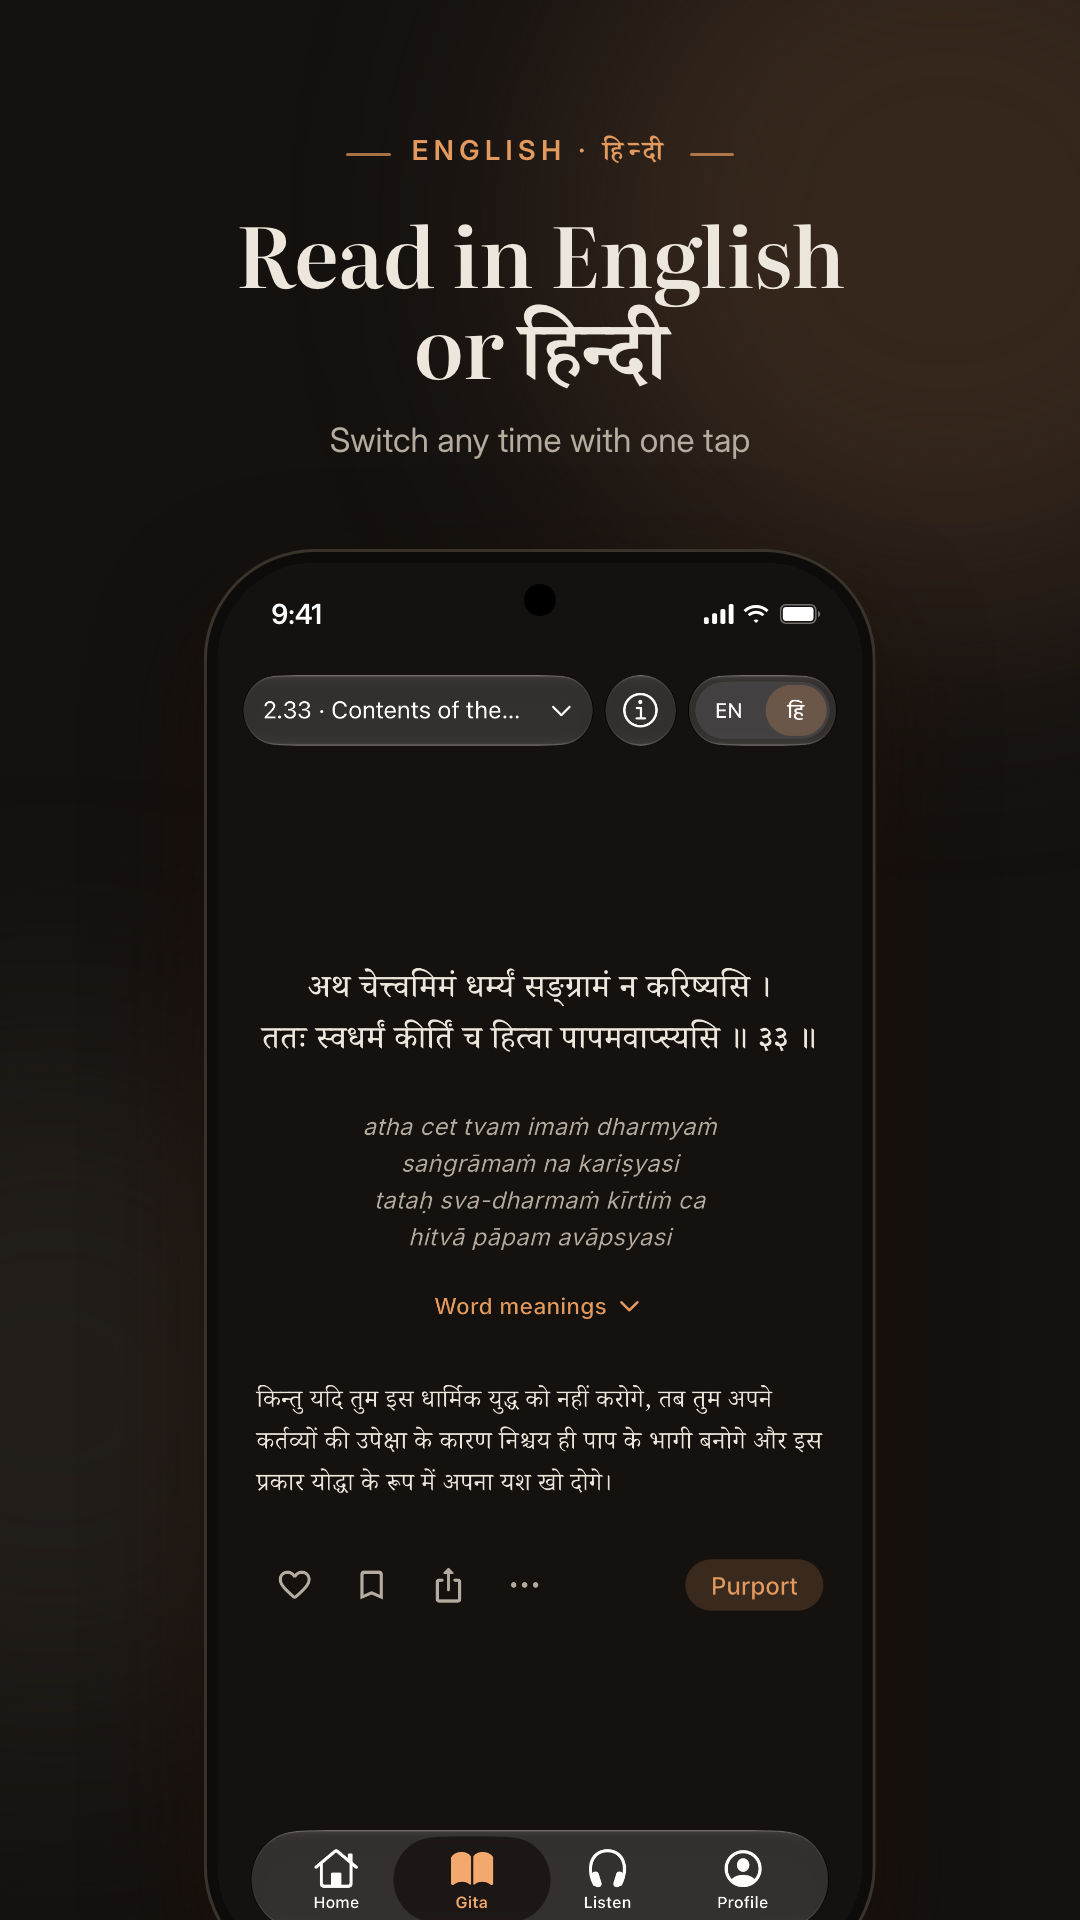 ENGLISH · हिन्दी
Read in English
or हिन्दी
Switch any time with one tap
9:41
2.33 · Contents of the...
EN
हि
अथ चेत्त्वमिमं धर्म्यं सङ्ग्रामं न करिष्यसि ।
ततः स्वधर्मं कीर्तिं च हित्वा पापमवाप्स्यसि ॥ ३३ ॥
atha cet tvam imaṁ dharmyaṁ
saṅgrāmaṁ na kariṣyasi
tataḥ sva-dharmaṁ kīrtiṁ ca
hitvā pāpam avāpsyasi
Word meanings
किन्तु यदि तुम इस धार्मिक युद्ध को नहीं करोगे, तब तुम अपने
कर्तव्यों की उपेक्षा के कारण निश्चय ही पाप के भागी बनोगे और इस
प्रकार योद्धा के रूप में अपना यश खो दोगे।
Purport
Home
Gita
Listen
Profile